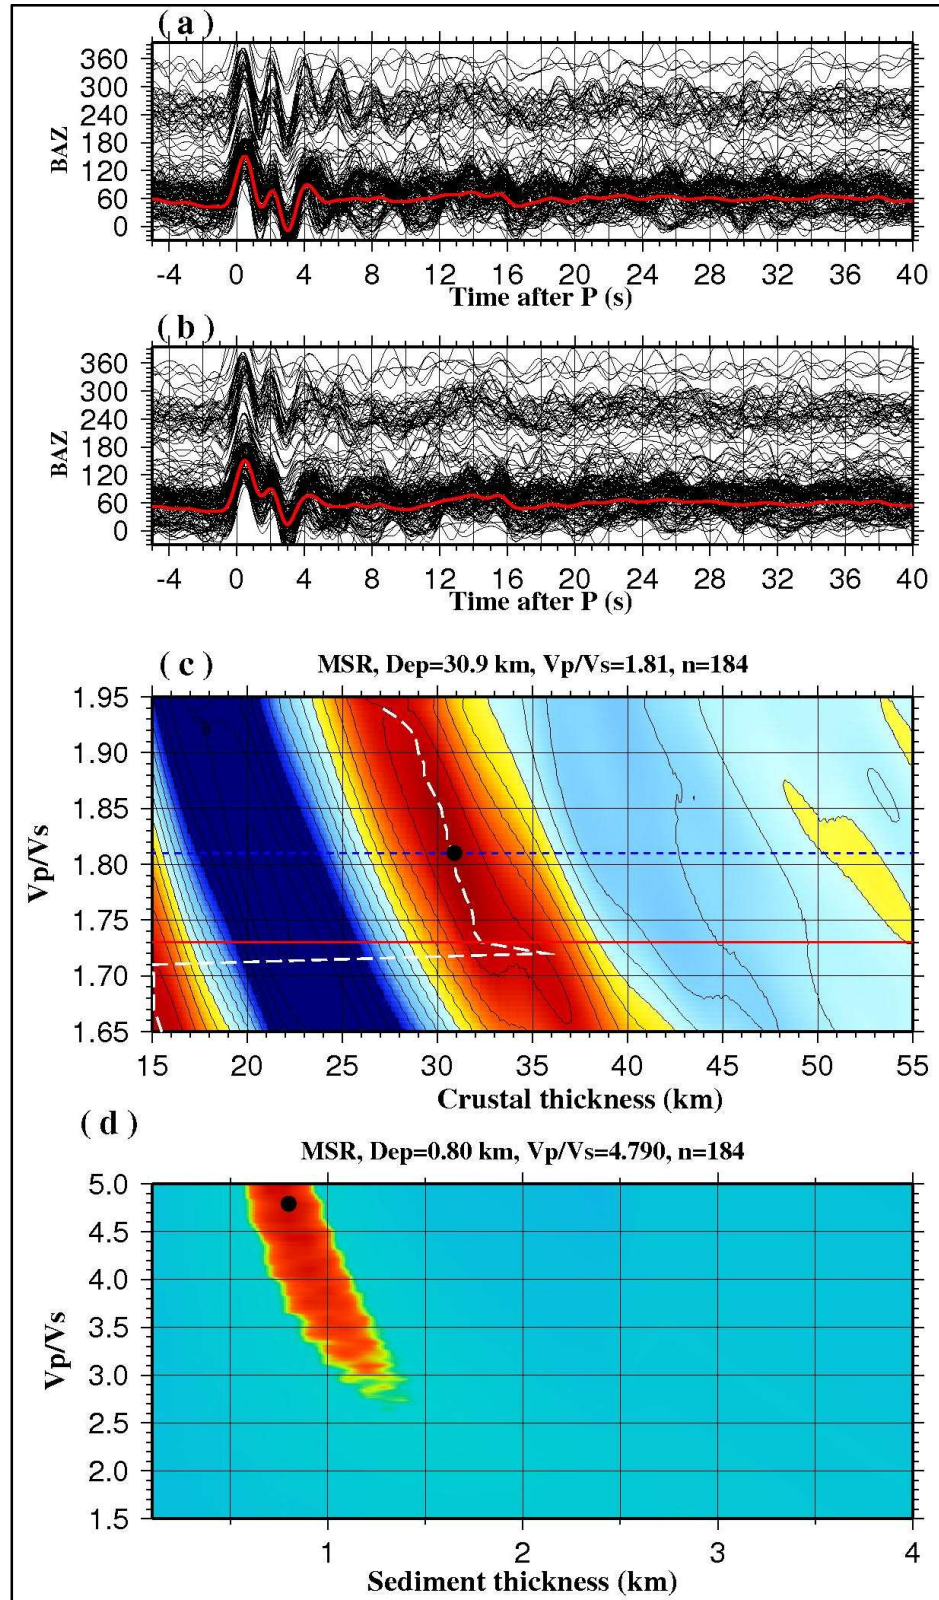 ( a )
360
300
240
180
120
60
0
BAZ
-4 0 4 8 12 16 20 24 28 32 36 40
Time after P (s)
( b )
360
300
240
180
120
60
0
BAZ
-4 0 4 8 12 16 20 24 28 32 36 40
Time after P (s)
( c )
MSR, Dep=30.9 km, Vp/Vs=1.81, n=184
1.95
1.90
1.85
1.80
1.75
1.70
1.65
Vp/Vs
15 20 25 30 35 40 45 50 55
Crustal thickness (km)
( d )
MSR, Dep=0.80 km, Vp/Vs=4.790, n=184
5.0
4.5
4.0
3.5
3.0
2.5
2.0
1.5
Vp/Vs
1 2 3 4
Sediment thickness (km)